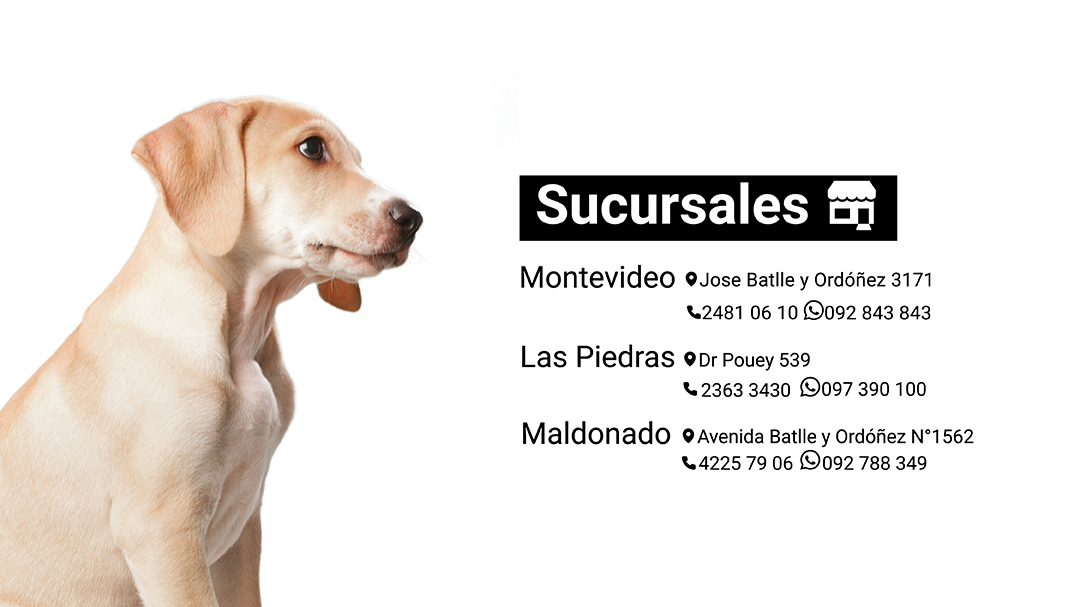 Sucursales
Montevideo Jose Batlle y Ordóñez 3171
2481 06 10 092 843 843
Las Piedras Dr Pouey 539
2363 3430 097 390 100
Maldonado Avenida Batlle y Ordóñez N°1562
4225 79 06 092 788 349